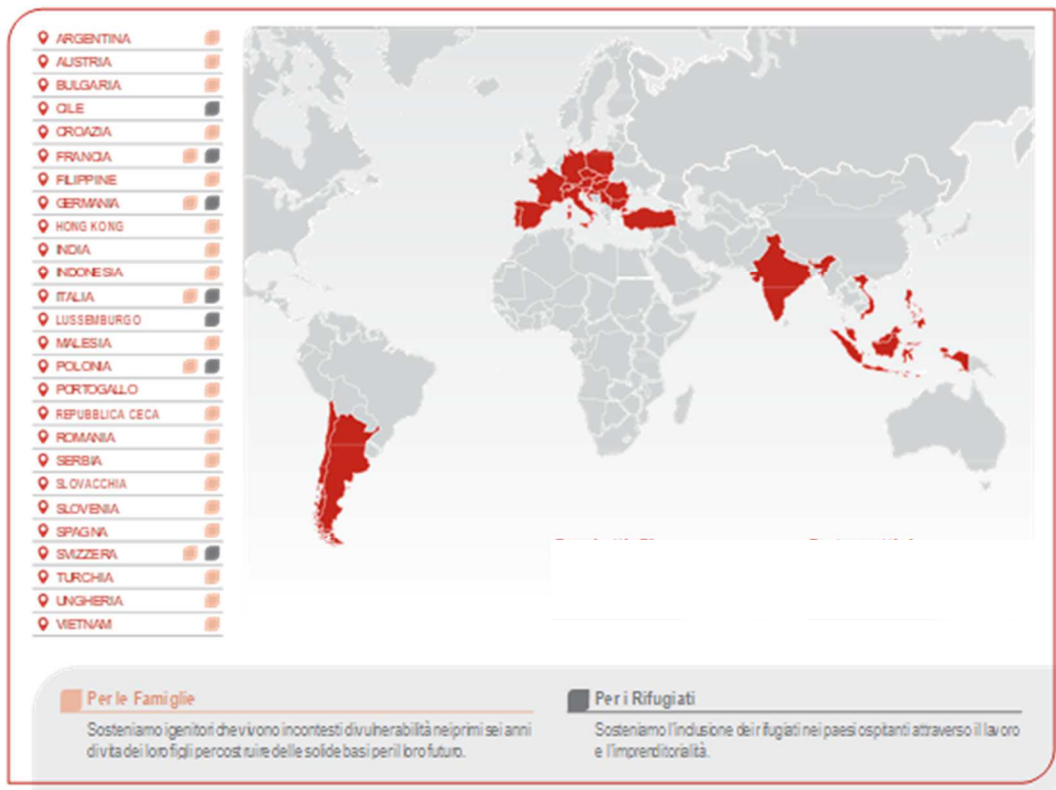 ARGENTINA
AUSTRIA
BULGARIA
CILE
CROAZIA
FRANCIA
FILIPPINE
GERMANIA
HONG KONG
INDIA
INDONESIA
ITALIA
LUSSEMBURGO
MALESIA
POLONIA
PORTOGALLO
REPUBBLICA CECA
ROMANIA
SERBIA
SLOVACCHIA
SLOVENIA
SPAGNA
SVIZZERA
TURCHIA
UNGHERIA
VIETNAM
Per le Famiglie
Sosteniamo i genitori che vivono in contesti di vulnerabilità nei primi sei anni
di vita dei loro figli per costruire delle solide basi per il loro futuro.
Per i Rifugiati
Sosteniamo l'inclusione dei rifugiati nei paesi ospitanti attraverso il lavoro
e l'imprenditorialità.